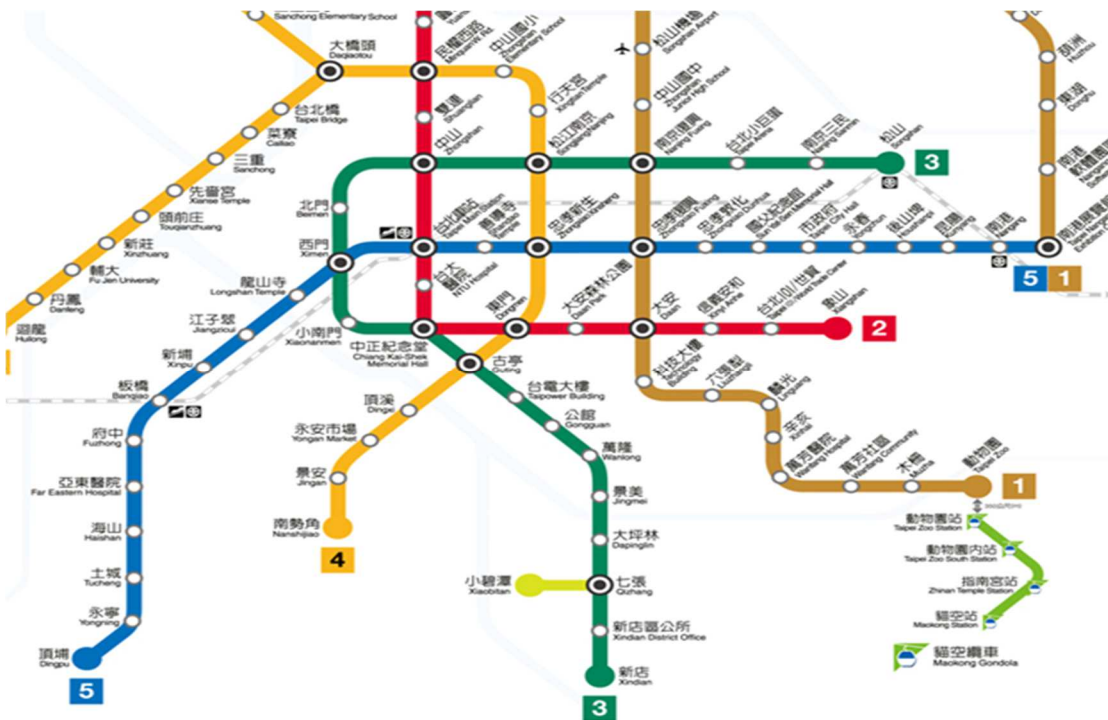 Sanchong Elementary School
大橋頭
Daqiaotou
民權西路
Minquan W. Rd.
中山國小
Zhongshan
Elementary School
松山機場
Songshan Airport
葫洲
Huzhou
台北橋
Taipei Bridge
雙連
Shuanglian
行天宮
Xingtian Temple
中山國中
Zhongshan
Junior High School
東湖
Donghu
菜寮
Cailiao
三重
Sanchong
中山
Zhongshan
松江南京
Songjiang Nanjing
南京復興
Nanjing Fuxing
台北小巨蛋
Taipei Arena
南京三民
Nanjing Sanmin
松山
Songshan
3
南港
軟體園區
先嗇宮
Xianse Temple
頭前庄
Touqianzhuang
北門
Beimen
新莊
Xinzhuang
西門
Ximen
台北車站
Taipei Main Station
善導寺
Shandao
Temple
忠孝新生
Zhongxiao Xinsheng
忠孝復興
Zhongxiao Fuxing
忠孝敦化
Zhongxiao Dunhua
國父紀念館
Sun Yat-Sen Memorial Hall
市政府
Taipei City Hall
永春
Yongchun
後山埤
Houshanpi
昆陽
Kunyang
南港
Nangang
南港展覽館
5
1
輔大
Fu Jen University
丹鳳
Danfeng
迴龍
Huilong
龍山寺
Longshan Temple
台大
醫院
NTU Hospital
江子翠
Jiangzicui
小南門
Xiaonanmen
中正紀念堂
Chiang Kai-Shek
Memorial Hall
東門
Dongmen
大安森林公園
Daan Park
大安
Daan
信義安和
Xinyi Anhe
台北101/世貿
Taipei 101/World Trade Center
象山
Xiangshan
2
新埔
Xinpu
古亭
Guting
科技大樓
Technology
Building
六張犁
Liuzhangli
麟光
Linguang
板橋
Banqiao
頂溪
Dingxi
台電大樓
Taipower Building
公館
Gongguan
辛亥
Xinhai
府中
Fuzhong
永安市場
Yongan Market
萬隆
Wanlong
萬芳醫院
Wanfang Hospital
萬芳社區
Wanfang Community
木柵
Muzha
動物園
Taipei Zoo
1
亞東醫院
Far Eastern Hospital
景安
Jingan
景美
Jingmei
海山
Haishan
南勢角
Nanshijiao
4
大坪林
Dapinglin
動物園站
Taipei Zoo Station
動物園內站
Taipei Zoo South Station
土城
Tucheng
小碧潭
Xiaobitan
七張
Qizhang
指南宮站
Zhinan Temple Station
永寧
Yongning
新店區公所
Xindian District Office
貓空站
Maokong Station
頂埔
Dingpu
5
新店
Xindian
3
貓空纜車
Maokong Gondola